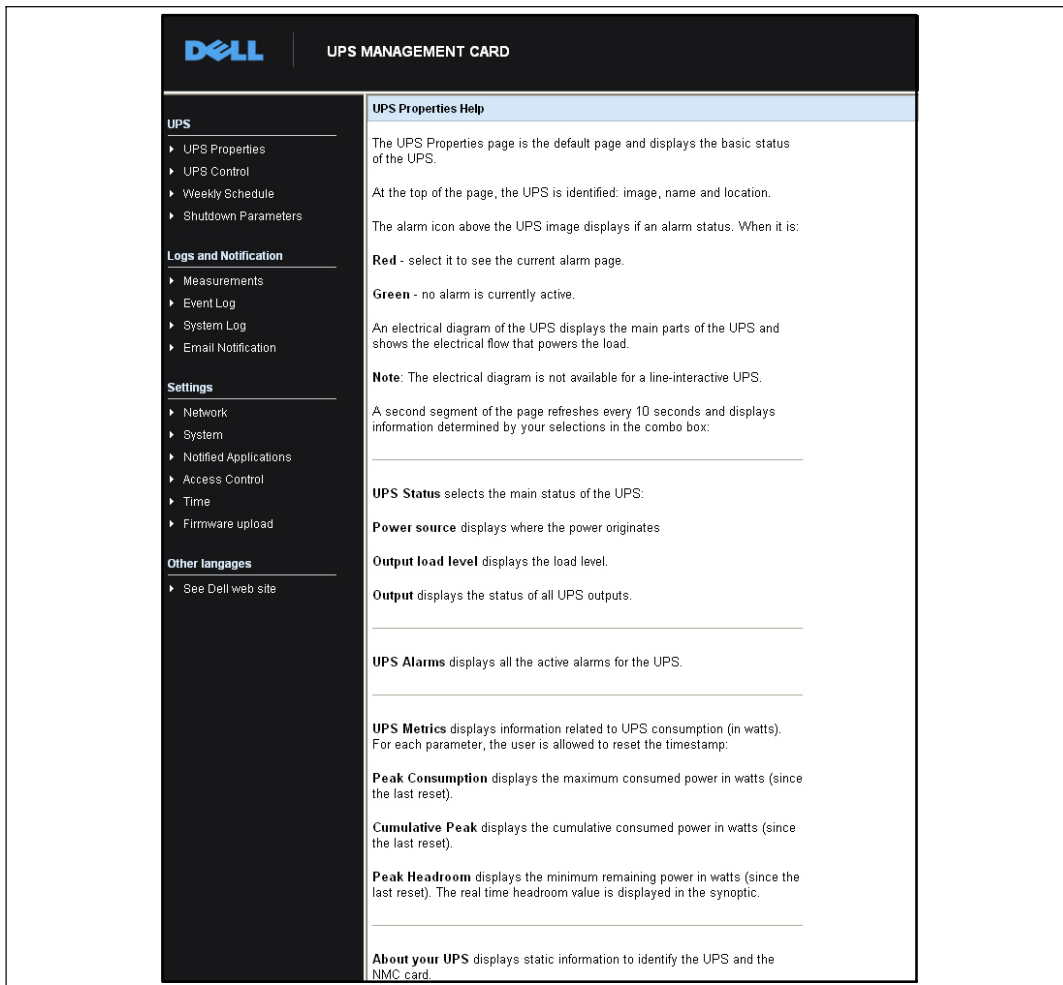 DELL
UPS MANAGEMENT CARD
UPS
UPS Properties
UPS Control
Weekly Schedule
Shutdown Parameters
Logs and Notification
Measurements
Event Log
System Log
Email Notification
Settings
Network
System
Notified Applications
Access Control
Time
Firmware upload
Other langages
See Dell web site
UPS Properties Help
The UPS Properties page is the default page and displays the basic status
of the UPS.
At the top of the page, the UPS is identified: image, name and location.
The alarm icon above the UPS image displays if an alarm status. When it is:
Red - select it to see the current alarm page.
Green - no alarm is currently active.
An electrical diagram of the UPS displays the main parts of the UPS and
shows the electrical flow that powers the load.
Note: The electrical diagram is not available for a line-interactive UPS.
A second segment of the page refreshes every 10 seconds and displays
information determined by your selections in the combo box:
UPS Status selects the main status of the UPS:
Power source displays where the power originates
Output load level displays the load level.
Output displays the status of all UPS outputs.
UPS Alarms displays all the active alarms for the UPS.
UPS Metrics displays information related to UPS consumption (in watts).
For each parameter, the user is allowed to reset the timestamp:
Peak Consumption displays the maximum consumed power in watts (since
the last reset).
Cumulative Peak displays the cumulative consumed power in watts (since
the last reset).
Peak Headroom displays the minimum remaining power in watts (since the
last reset). The real time headroom value is displayed in the synoptic.
About your UPS displays static information to identify the UPS and the
NMC card.